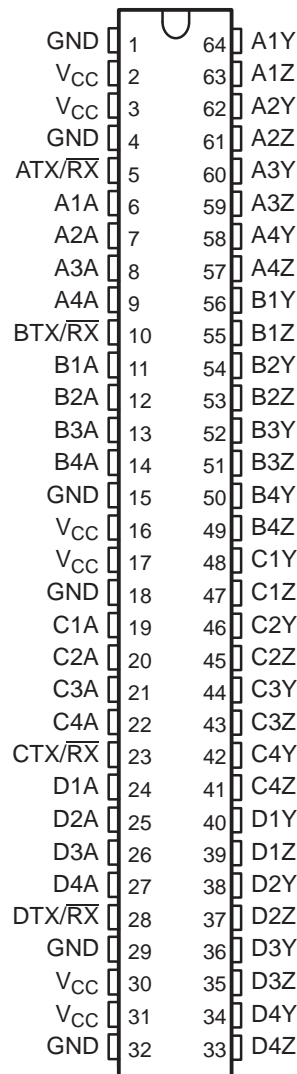 GND 1 64 A1Y
VCC 2 63 A1Z
VCC 3 62 A2Y
GND 4 61 A2Z
ATX/R̅X̅ 5 60 A3Y
A1A 6 59 A3Z
A2A 7 58 A4Y
A3A 8 57 A4Z
A4A 9 56 B1Y
BTX/R̅X̅ 10 55 B1Z
B1A 11 54 B2Y
B2A 12 53 B2Z
B3A 13 52 B3Y
B4A 14 51 B3Z
GND 15 50 B4Y
VCC 16 49 B4Z
VCC 17 48 C1Y
GND 18 47 C1Z
C1A 19 46 C2Y
C2A 20 45 C2Z
C3A 21 44 C3Y
C4A 22 43 C3Z
CTX/R̅X̅ 23 42 C4Y
D1A 24 41 C4Z
D2A 25 40 D1Y
D3A 26 39 D1Z
D4A 27 38 D2Y
DTX/R̅X̅ 28 37 D2Z
GND 29 36 D3Y
VCC 30 35 D3Z
VCC 31 34 D4Y
GND 32 33 D4Z